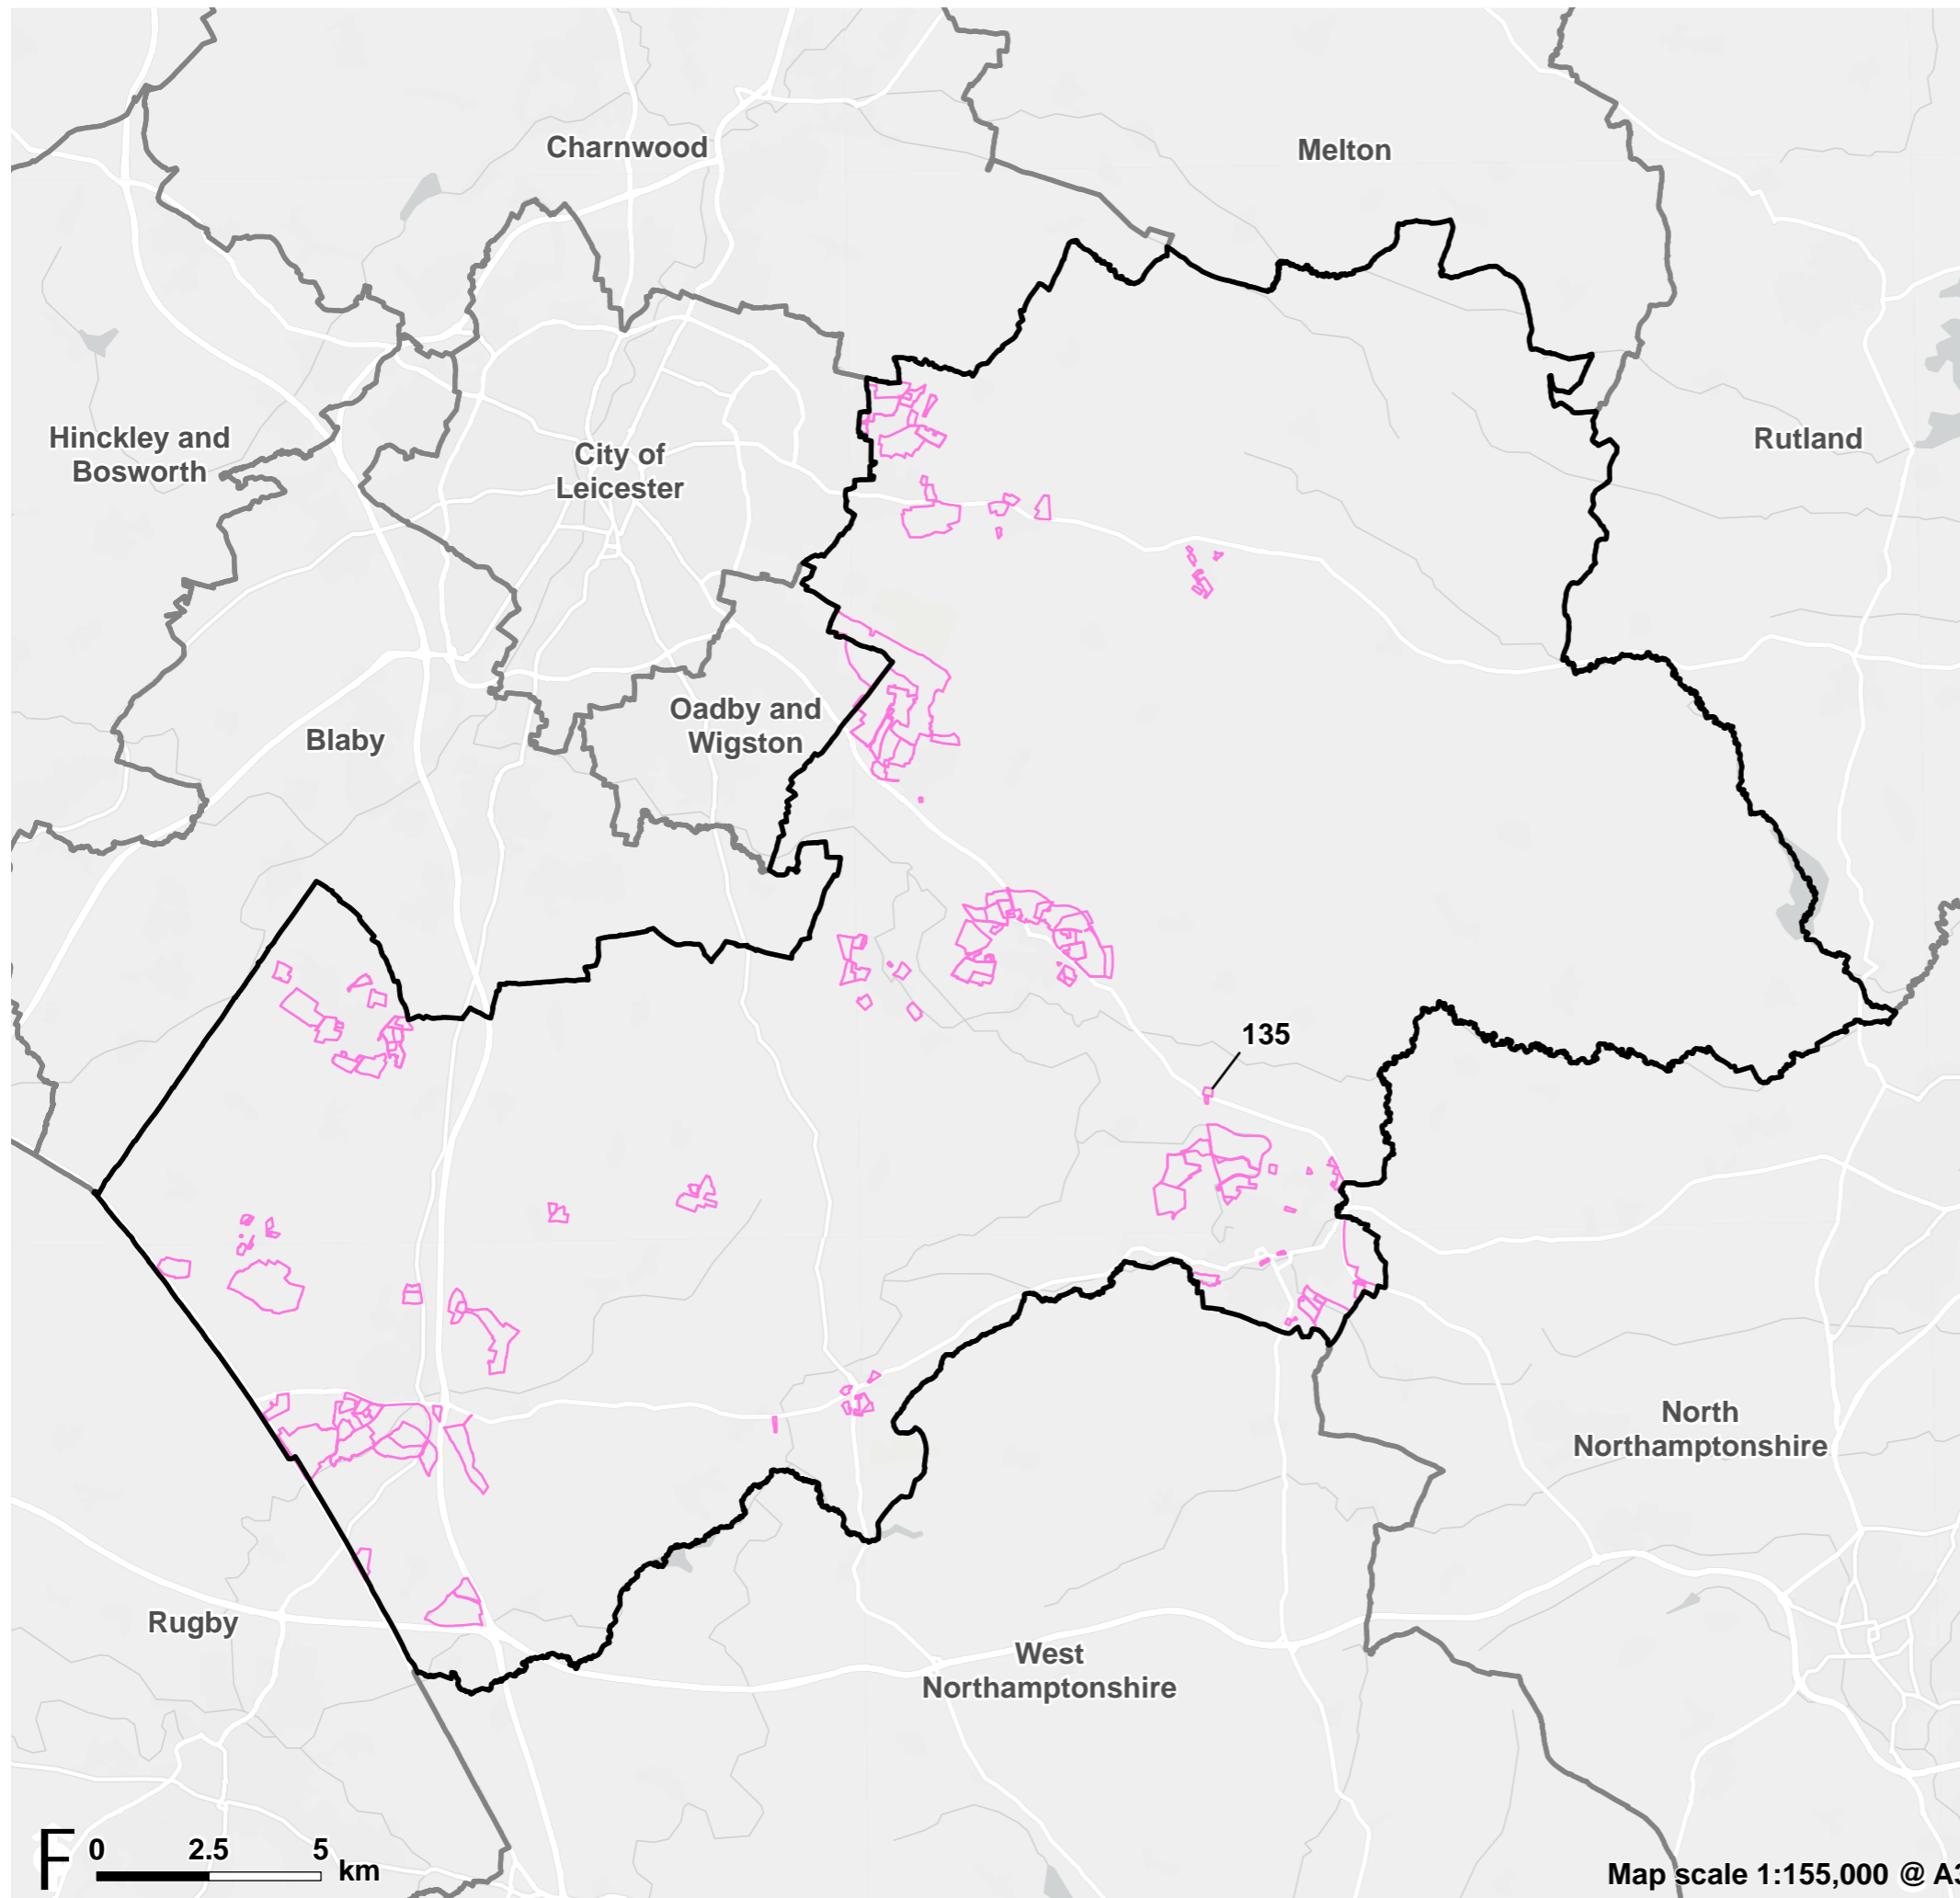 Charnwood
Melton
Hinckley and
Bosworth
City of
Leicester
Rutland
Oadby and
Wigston
Blaby
135
North
Northamptonshire
Rugby
West
Northamptonshire
F
0 2.5 5
km
Map scale 1:155,000 @ A3